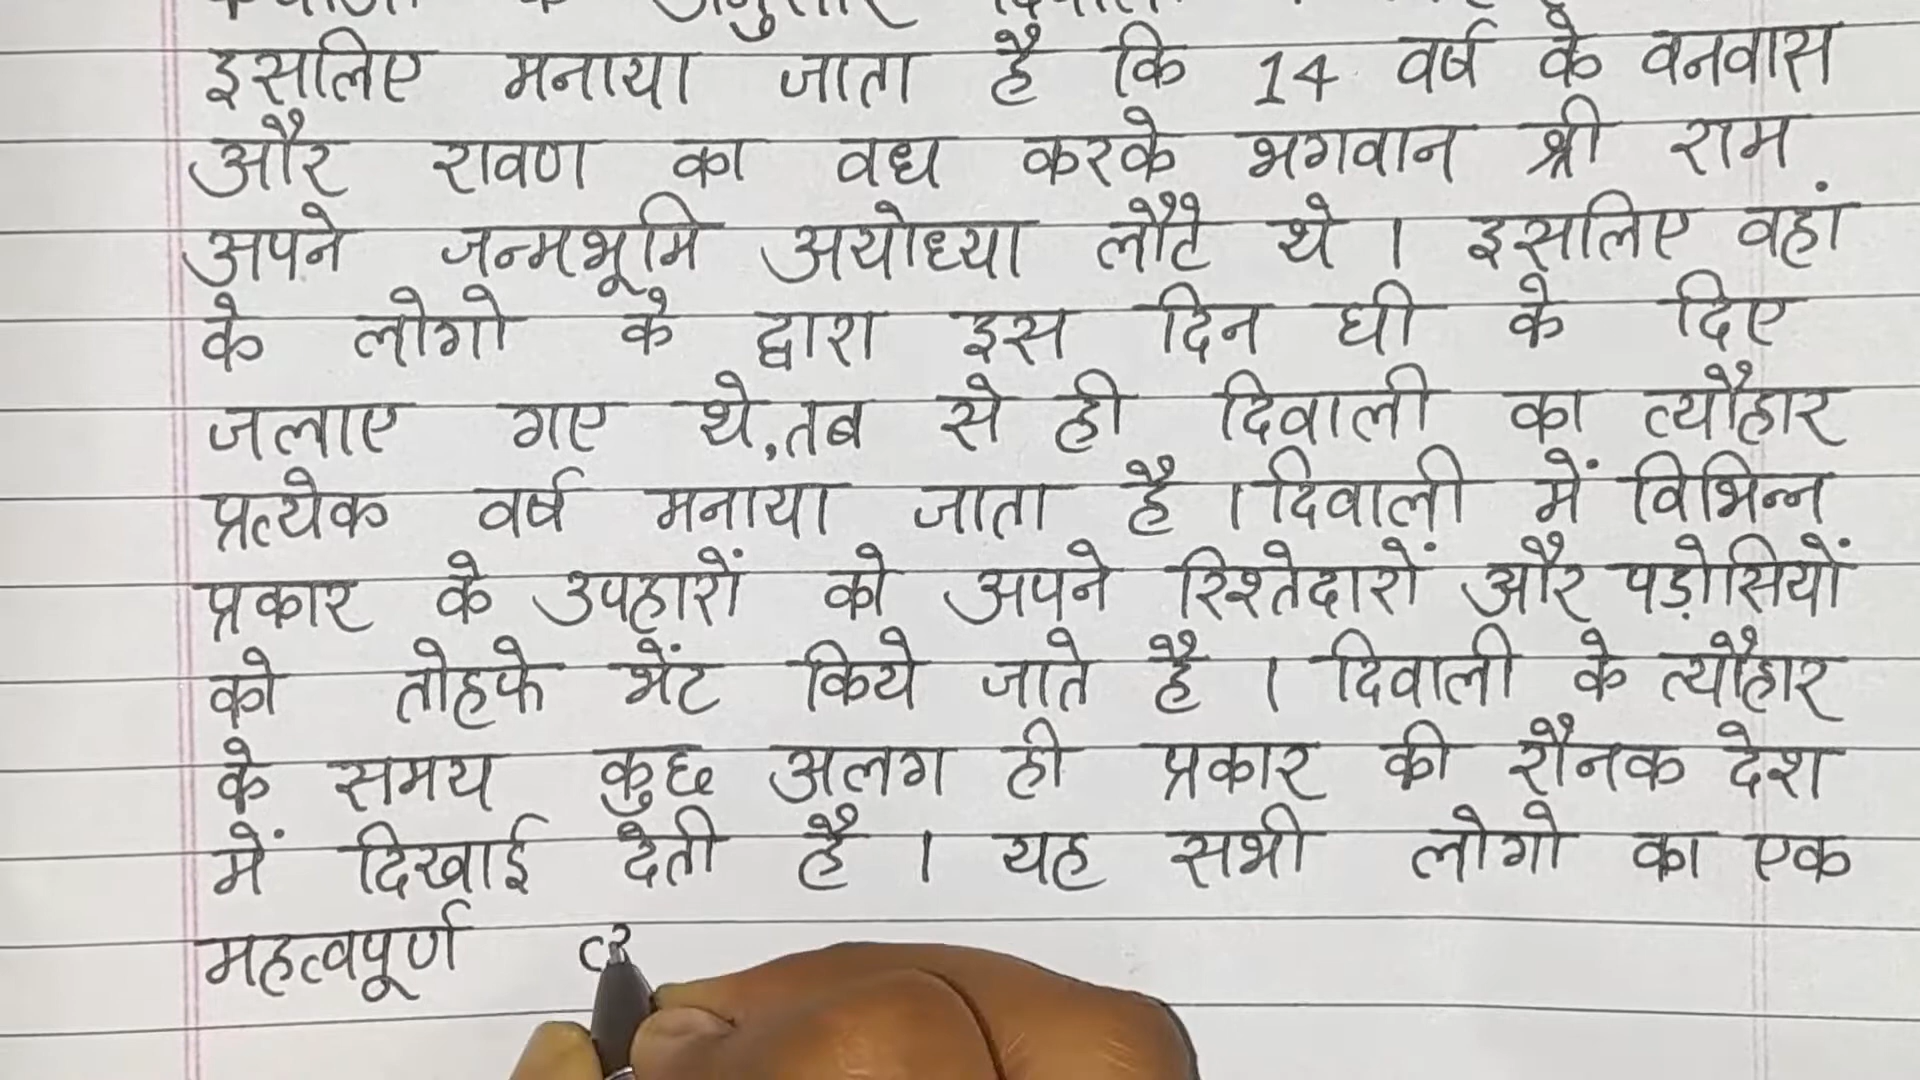 के अनुसार
इसलिए मनाया जाता है कि 14 वर्ष के वनवास
और रावण का वध करके भगवान श्री राम
अपने जन्मभूमि अयोध्या लौटे थे । इसलिए वहां
के लोगो के द्वारा इस दिन घी के दिए
जलाए गए थे,तब से ही दिवाली का त्यौहार
प्रत्येक वर्ष मनाया जाता है । दिवाली में विभिन्न
प्रकार के उपहारों को अपने रिश्तेदारों और पड़ोसियों
को तोहफे भेंट किये जाते है । दिवाली के त्यौहार
के समय कुछ अलग ही प्रकार की रौनक देश
में दिखाई देती है । यह सभी लोगो का एक
महत्वपूर्ण